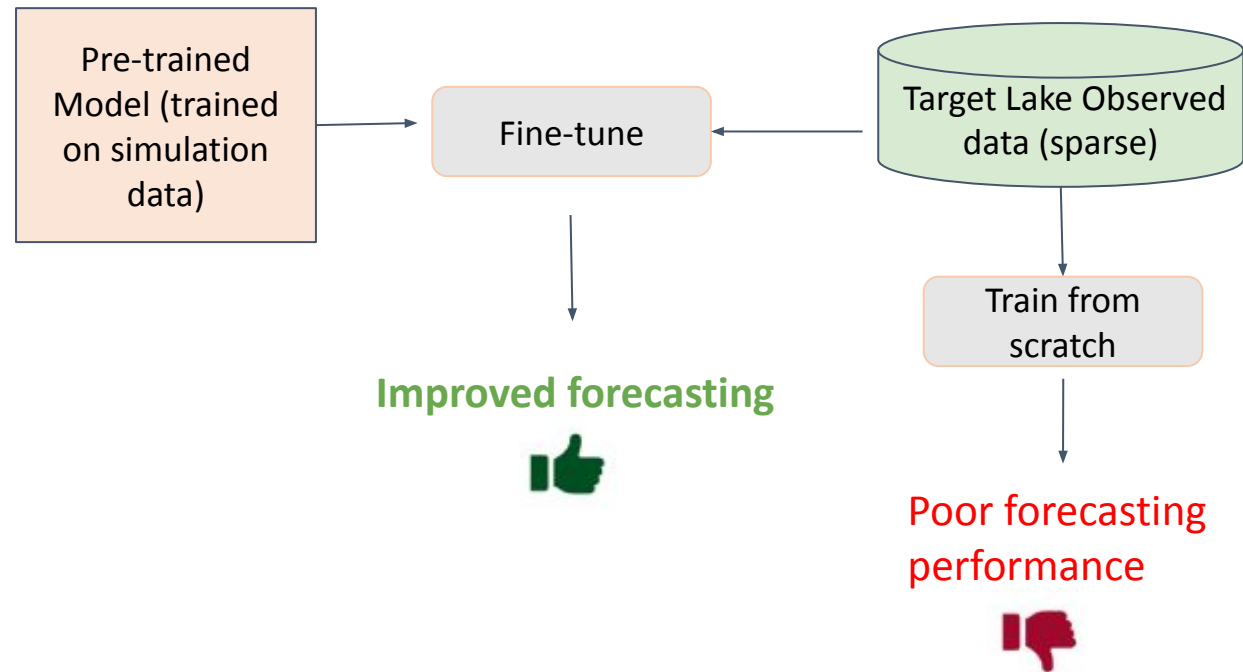 Pre-trained
Model (trained
on simulation
data)
Fine-tune
Target Lake Observed
data (sparse)
Train from
scratch
Improved forecasting
Poor forecasting
performance